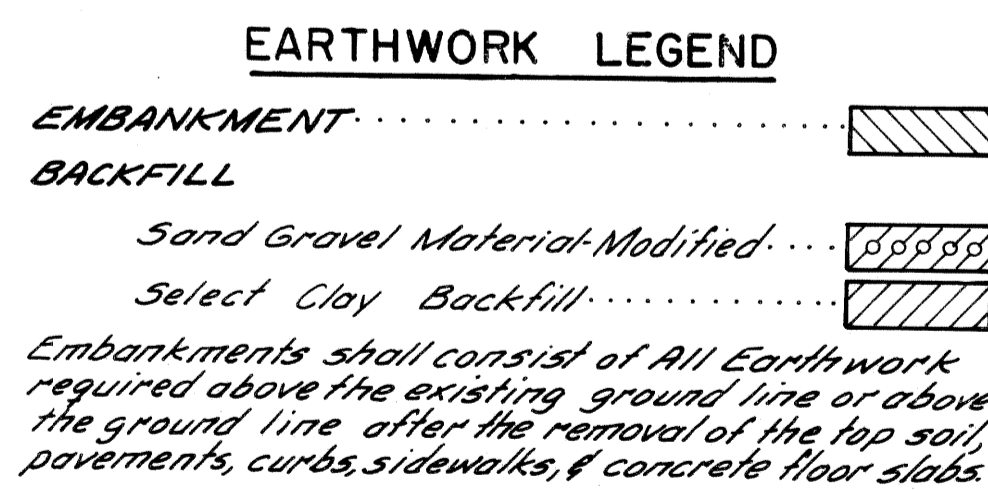 EARTHWORK LEGEND
EMBANKMENT
BACKFILL
Sand Gravel Material-Modified
Select Clay Backfill
Embankments shall consist of All Earthwork
required above the existing ground line or above
the ground line after the removal of the top soil,
pavements, curbs, sidewalks, & concrete floor slabs.